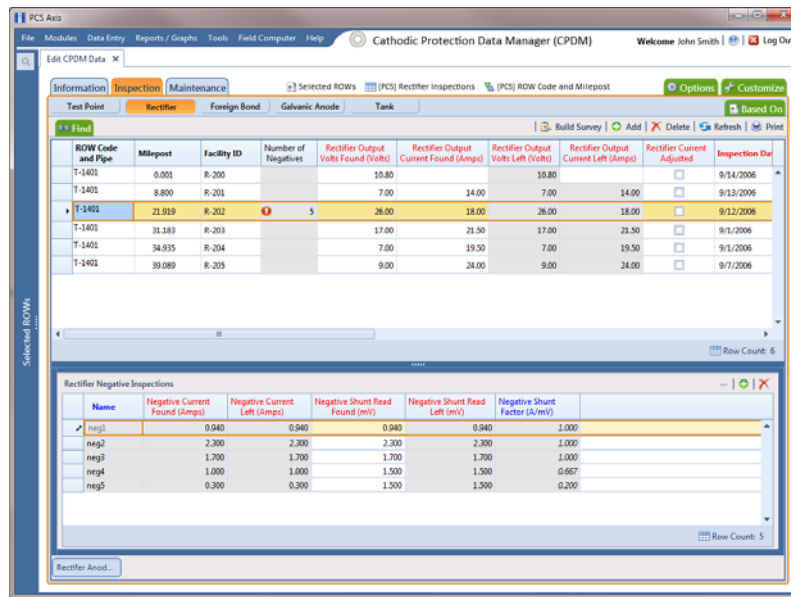 PCS Axis
File Modules Data Entry Reports / Graphs Tools Field Computer Help
Cathodic Protection Data Manager (CPDM)
Welcome John Smith | Log Ou
Edit CPDM Data
Information Inspection Maintenance Selected ROWs [PCS] Rectifier Inspections [PCS] ROW Code and Milepost Options Customize
Test Point Rectifier Foreign Bond Galvanic Anode Tank Based On
Find | Build Survey | Add | Delete | Refresh | Print
ROW Code and Pipe Milepost Facility ID Number of Negatives Rectifier Output Volts Found (Volts) Rectifier Output Current Found (Amps) Rectifier Output Volts Left (Volts) Rectifier Output Current Left (Amps) Rectifier Current Adjusted Inspection Dat
T-1401 0.001 R-200 10.80 10.80 9/14/2006
T-1401 8.800 R-201 7.00 14.00 7.00 14.00 9/13/2006
T-1401 21.919 R-202 5 26.00 18.00 26.00 18.00 9/12/2006
T-1401 31.183 R-203 17.00 21.50 17.00 21.50 9/1/2006
T-1401 34.935 R-204 7.00 19.50 7.00 19.50 9/1/2006
T-1401 39.089 R-205 9.00 24.00 9.00 24.00 9/7/2006
Row Count: 6
Selected ROWs
Rectifier Negative Inspections
Name Negative Current Found (Amps) Negative Current Left (Amps) Negative Shunt Read Found (mV) Negative Shunt Read Left (mV) Negative Shunt Factor (A/mV)
neg1 0.940 0.940 0.940 0.940 1.000
neg2 2.300 2.300 2.300 2.300 1.000
neg3 1.700 1.700 1.700 1.700 1.000
neg4 1.000 1.000 1.500 1.500 0.667
neg5 0.300 0.300 1.500 1.500 0.200
Row Count: 5
Rectifer Anod...